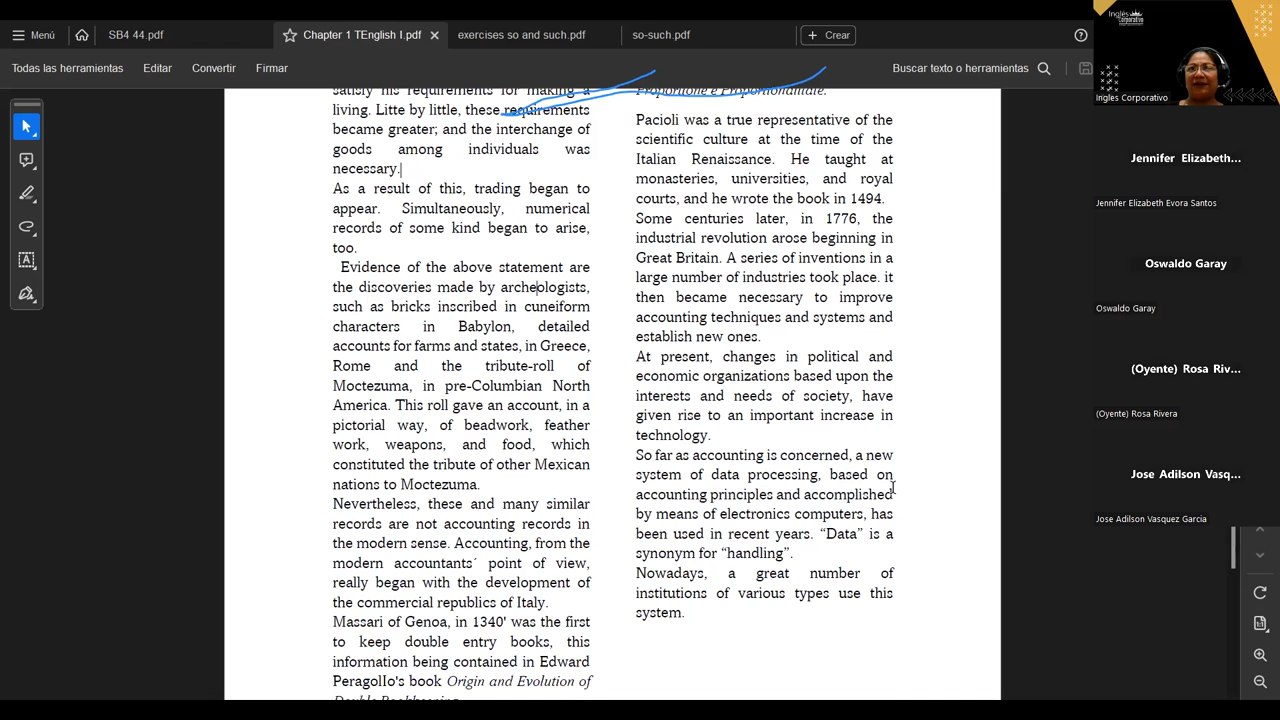 Menú
SB4 44.pdf
Chapter 1 TEnglish I.pdf
exercises so and such.pdf
so-such.pdf
Crear
Todas las herramientas
Editar
Convertir
Firmar
Buscar texto o herramientas
satisfy his requirements for making a
living. Litte by little, these requirements
became greater; and the interchange of
goods among individuals was
necessary.
As a result of this, trading began to
appear. Simultaneously, numerical
records of some kind began to arise,
too.
Evidence of the above statement are
the discoveries made by archeologists,
such as bricks inscribed in cuneiform
characters in Babylon, detailed
accounts for farms and states, in Greece,
Rome and the tribute-roll of
Moctezuma, in pre-Columbian North
America. This roll gave an account, in a
pictorial way, of beadwork, feather
work, weapons, and food, which
constituted the tribute of other Mexican
nations to Moctezuma.
Nevertheless, these and many similar
records are not accounting records in
the modern sense. Accounting, from the
modern accountants´ point of view,
really began with the development of
the commercial republics of Italy.
Massari of Genoa, in 1340' was the first
to keep double entry books, this
information being contained in Edward
PeragolIo's book Origin and Evolution of
Double Bookkeeping
Proportione e Proportionalitate.
Pacioli was a true representative of the
scientific culture at the time of the
Italian Renaissance. He taught at
monasteries, universities, and royal
courts, and he wrote the book in 1494.
Some centuries later, in 1776, the
industrial revolution arose beginning in
Great Britain. A series of inventions in a
large number of industries took place. it
then became necessary to improve
accounting techniques and systems and
establish new ones.
At present, changes in political and
economic organizations based upon the
interests and needs of society, have
given rise to an important increase in
technology.
So far as accounting is concerned, a new
system of data processing, based on
accounting principles and accomplished
by means of electronics computers, has
been used in recent years. “Data” is a
synonym for “handling”.
Nowadays, a great number of
institutions of various types use this
system.
Inglés
Corporativo
Inglés Corporativo
Jennifer Elizabeth...
Jennifer Elizabeth Evora Santos
Oswaldo Garay
Oswaldo Garay
(Oyente) Rosa Riv...
(Oyente) Rosa Rivera
Jose Adilson Vasq...
Jose Adilson Vasquez Garcia